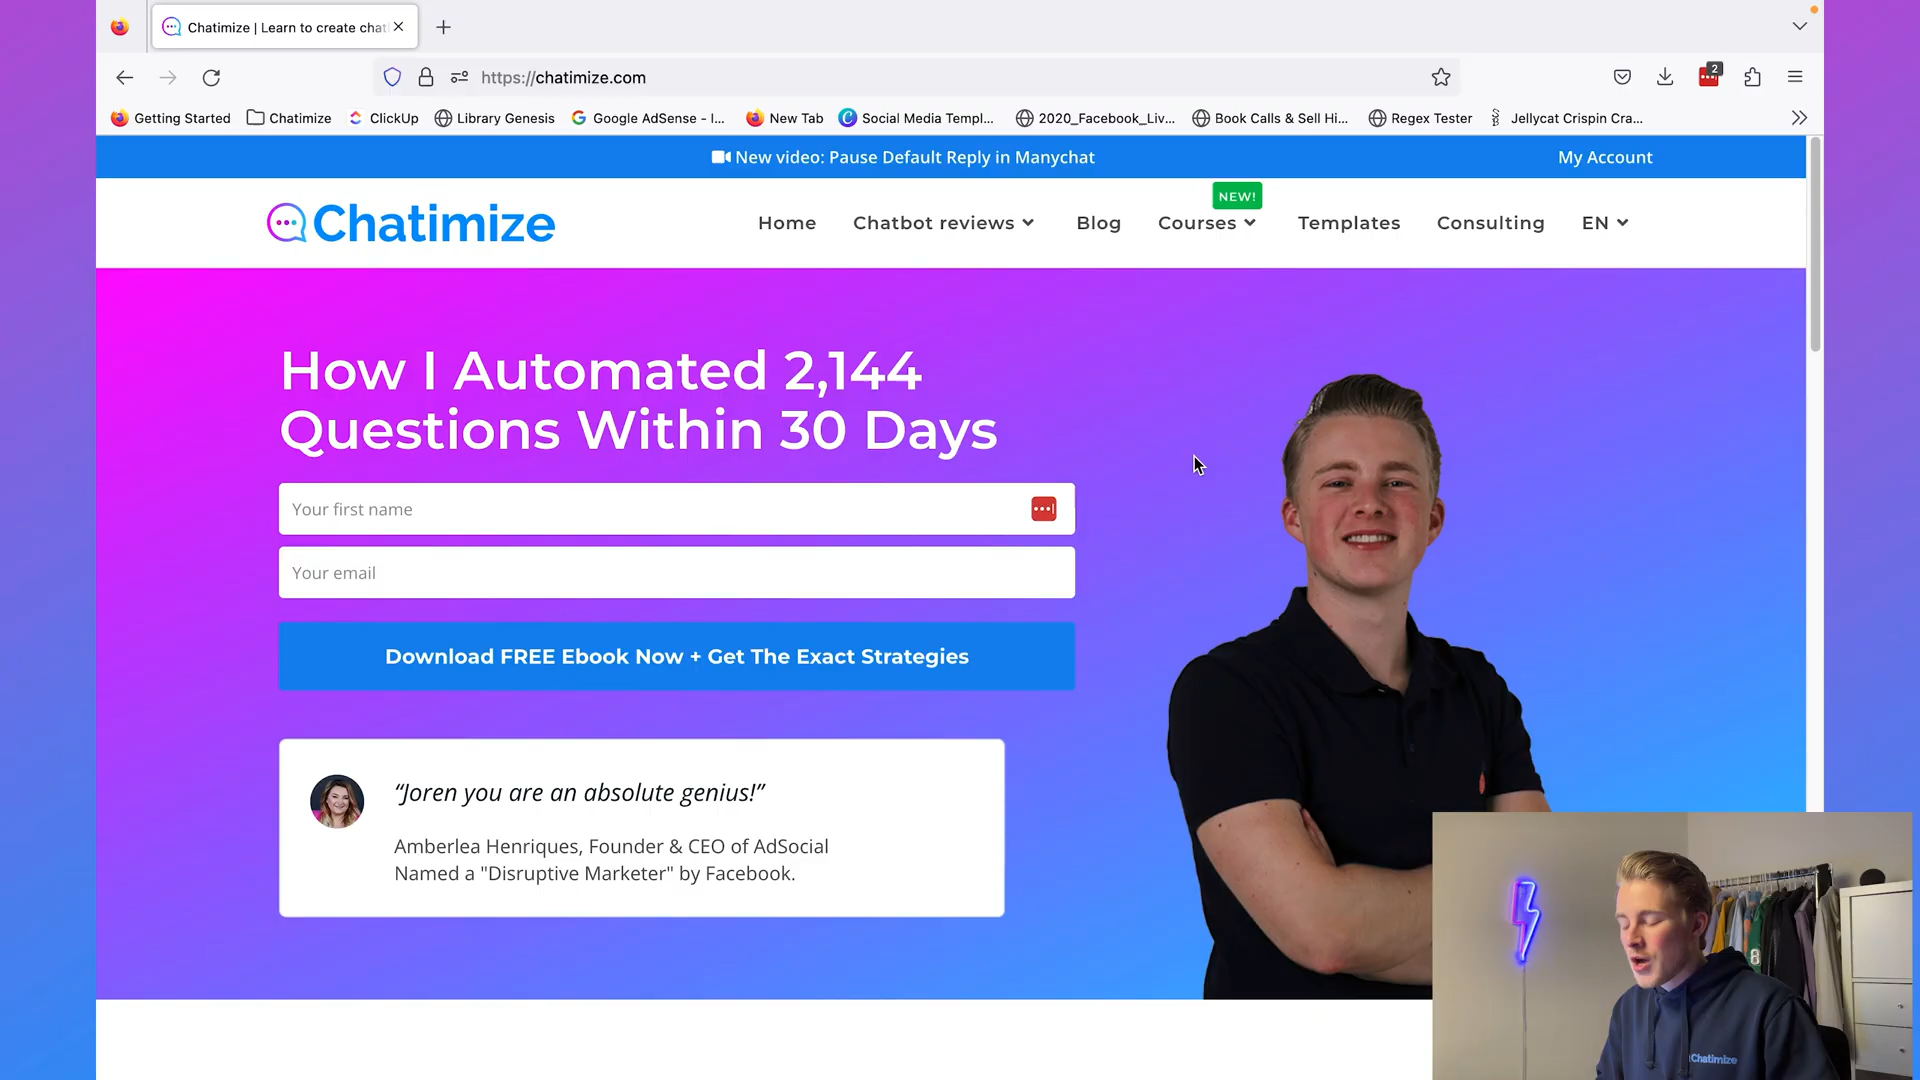 Chatimize | Learn to create chat
https://chatimize.com
2
Getting Started Chatimize ClickUp Library Genesis Google AdSense - I... New Tab Social Media Templ... 2020_Facebook_Liv... Book Calls & Sell Hi... Regex Tester Jellycat Crispin Cra...
New video: Pause Default Reply in Manychat My Account
NEW!
Chatimize Home Chatbot reviews Blog Courses Templates Consulting EN
How I Automated 2,144
Questions Within 30 Days
Your first name
Your email
Download FREE Ebook Now + Get The Exact Strategies
“Joren you are an absolute genius!”
Amberlea Henriques, Founder & CEO of AdSocial
Named a "Disruptive Marketer" by Facebook.
Chatimize